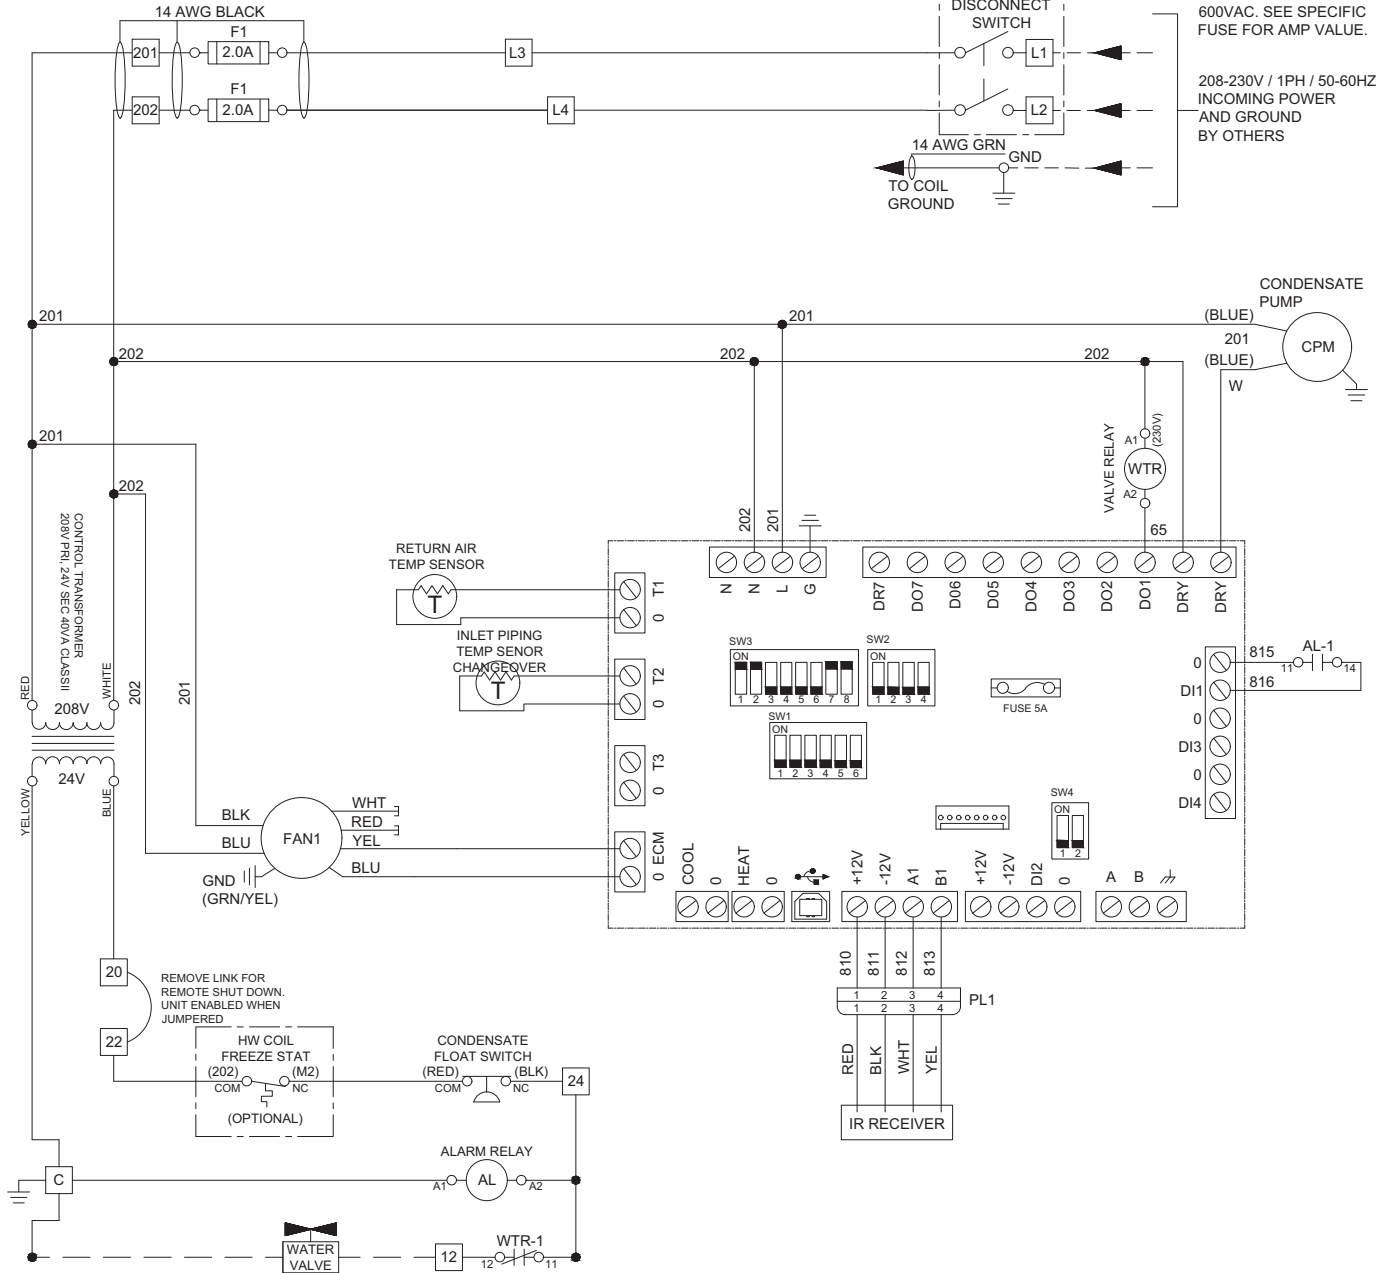 14 AWG BLACK
F1
201
2.0A
F1
202
2.0A
L3
L4
DISCONNECT
SWITCH
L1
L2
600VAC. SEE SPECIFIC
FUSE FOR AMP VALUE.
208-230V / 1PH / 50-60HZ
INCOMING POWER
AND GROUND
BY OTHERS
14 AWG GRN
GND
TO COIL
GROUND
CONDENSATE
PUMP
201
201
(BLUE)
201
CPM
(BLUE)
W
202
202
202
201
202
VALVE RELAY
A1
(230V)
WTR
A2
65
202
201
CONTROL TRANSFORMER
208V PRI, 24V SEC 40VA CLASSII
RED
WHITE
208V
24V
YELLOW
BLUE
202
201
RETURN AIR
TEMP SENSOR
T
INLET PIPING
TEMP SENOR
CHANGEOVER
T
T1
0
T2
0
T3
0
ECM
0
N
N
L
G
DR7
DO7
D06
D05
DO4
DO3
DO2
DO1
DRY
DRY
SW3
ON
1 2 3 4 5 6 7 8
SW2
ON
1 2 3 4
SW1
ON
1 2 3 4 5 6
FUSE 5A
SW4
ON
1 2
0
DI1
0
DI3
0
DI4
815
816
AL-1
11
14
BLK
BLU
FAN1
WHT
RED
YEL
BLU
GND
(GRN/YEL)
COOL
0
HEAT
0
+12V
-12V
A1
B1
+12V
-12V
DI2
0
A
B
810
811
812
813
1 2 3 4
1 2 3 4
PL1
RED
BLK
WHT
YEL
IR RECEIVER
20
REMOVE LINK FOR
REMOTE SHUT DOWN.
UNIT ENABLED WHEN
JUMPERED
22
HW COIL
FREEZE STAT
(202)
(M2)
COM
NC
(OPTIONAL)
CONDENSATE
FLOAT SWITCH
(RED)
(BLK)
COM
NC
24
ALARM RELAY
C
A1
AL
A2
WATER
VALVE
12
WTR-1
12
11